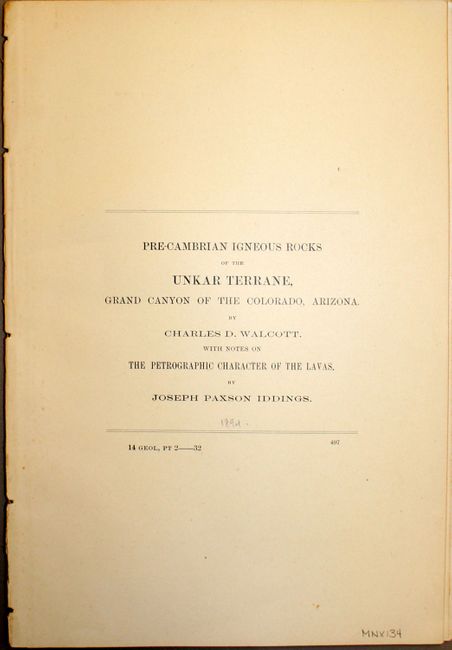 PRE-CAMBRIAN IGNEOUS ROCKS
OF THE
UNKAR TERRANE,
GRAND CANYON OF THE COLORADO, ARIZONA.
BY
CHARLES D. WALCOTT.
WITH NOTES ON
THE PETROGRAPHIC CHARACTER OF THE LAVAS,
BY
JOSEPH PAXSON IDDINGS.
1894.
14 GEOL, PT 2——32 497
MNX134